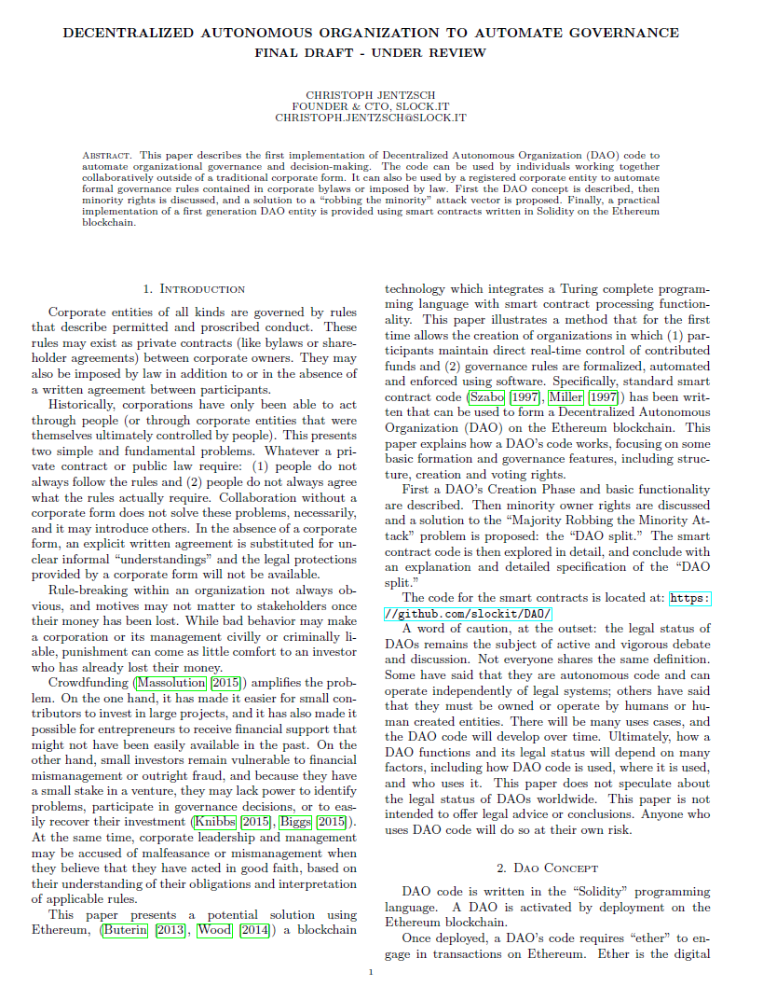 DECENTRALIZED AUTONOMOUS ORGANIZATION TO AUTOMATE GOVERNANCE
FINAL DRAFT - UNDER REVIEW
CHRISTOPH JENTZSCH
FOUNDER & CTO, SLOCK.IT
CHRISTOPH.JENTZSCH@SLOCK.IT
Abstract. This paper describes the first implementation of Decentralized Autonomous Organization (DAO) code to
automate organizational governance and decision-making. The code can be used by individuals working together
collaboratively outside of a traditional corporate form. It can also be used by a registered corporate entity to automate
formal governance rules contained in corporate bylaws or imposed by law. First the DAO concept is described, then
minority rights is discussed, and a solution to a “robbing the minority” attack vector is proposed. Finally, a practical
implementation of a first generation DAO entity is provided using smart contracts written in Solidity on the Ethereum
blockchain.
1. Introduction
Corporate entities of all kinds are governed by rules
that describe permitted and proscribed conduct. These
rules may exist as private contracts (like bylaws or share-
holder agreements) between corporate owners. They may
also be imposed by law in addition to or in the absence of
a written agreement between participants.
Historically, corporations have only been able to act
through people (or through corporate entities that were
themselves ultimately controlled by people). This presents
two simple and fundamental problems. Whatever a pri-
vate contract or public law require: (1) people do not
always follow the rules and (2) people do not always agree
what the rules actually require. Collaboration without a
corporate form does not solve these problems, necessarily,
and it may introduce others. In the absence of a corporate
form, an explicit written agreement is substituted for un-
clear informal “understandings” and the legal protections
provided by a corporate form will not be available.
Rule-breaking within an organization not always ob-
vious, and motives may not matter to stakeholders once
their money has been lost. While bad behavior may make
a corporation or its management civilly or criminally li-
able, punishment can come as little comfort to an investor
who has already lost their money.
Crowdfunding (Massolution [2015]) amplifies the prob-
lem. On the one hand, it has made it easier for small con-
tributors to invest in large projects, and it has also made it
possible for entrepreneurs to receive financial support that
might not have been easily available in the past. On the
other hand, small investors remain vulnerable to financial
mismanagement or outright fraud, and because they have
a small stake in a venture, they may lack power to identify
problems, participate in governance decisions, or to eas-
ily recover their investment (Knibbs [2015], Biggs [2015]).
At the same time, corporate leadership and management
may be accused of malfeasance or mismanagement when
they believe that they have acted in good faith, based on
their understanding of their obligations and interpretation
of applicable rules.
This paper presents a potential solution using
Ethereum, (Buterin [2013], Wood [2014]) a blockchain
technology which integrates a Turing complete program-
ming language with smart contract processing function-
ality. This paper illustrates a method that for the first
time allows the creation of organizations in which (1) par-
ticipants maintain direct real-time control of contributed
funds and (2) governance rules are formalized, automated
and enforced using software. Specifically, standard smart
contract code (Szabo [1997], Miller [1997]) has been writ-
ten that can be used to form a Decentralized Autonomous
Organization (DAO) on the Ethereum blockchain. This
paper explains how a DAO’s code works, focusing on some
basic formation and governance features, including struc-
ture, creation and voting rights.
First a DAO’s Creation Phase and basic functionality
are described. Then minority owner rights are discussed
and a solution to the “Majority Robbing the Minority At-
tack” problem is proposed: the “DAO split.” The smart
contract code is then explored in detail, and conclude with
an explanation and detailed specification of the “DAO
split.”
The code for the smart contracts is located at: https:
//github.com/slockit/DAO/
A word of caution, at the outset: the legal status of
DAOs remains the subject of active and vigorous debate
and discussion. Not everyone shares the same definition.
Some have said that they are autonomous code and can
operate independently of legal systems; others have said
that they must be owned or operate by humans or hu-
man created entities. There will be many uses cases, and
the DAO code will develop over time. Ultimately, how a
DAO functions and its legal status will depend on many
factors, including how DAO code is used, where it is used,
and who uses it. This paper does not speculate about
the legal status of DAOs worldwide. This paper is not
intended to offer legal advice or conclusions. Anyone who
uses DAO code will do so at their own risk.
2. Dao Concept
DAO code is written in the “Solidity” programming
language. A DAO is activated by deployment on the
Ethereum blockchain.
Once deployed, a DAO’s code requires “ether” to en-
gage in transactions on Ethereum. Ether is the digital
1